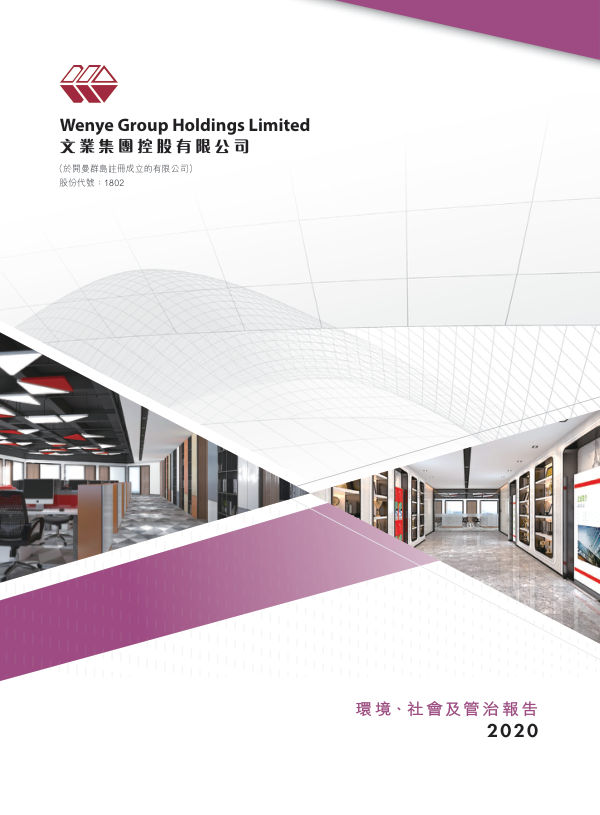 Wenye Group Holdings Limited
文業集團控股有限公司
（於開曼群島註冊成立的有限公司）
股份代號：1802
環境、社會及管治報告
2020